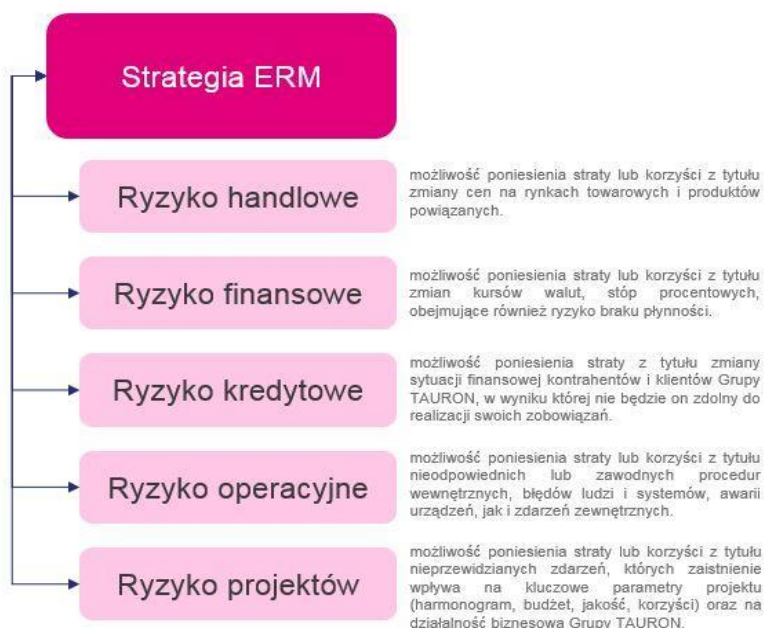 Strategia ERM
Ryzyko handlowe
możliwość poniesienia straty lub korzyści z tytułu
zmiany cen na rynkach towarowych i produktów
powiązanych.
Ryzyko finansowe
możliwość poniesienia straty lub korzyści z tytułu
zmian kursów walut, stóp procentowych,
obejmujące również ryzyko braku płynności.
Ryzyko kredytowe
możliwość poniesienia straty z tytułu zmiany
sytuacji finansowej kontrahentów i klientów Grupy
TAURON, w wyniku której nie będzie on zdolny do
realizacji swoich zobowiązań.
Ryzyko operacyjne
możliwość poniesienia straty lub korzyści z tytułu
nieodpowiednich lub zawodnych procedur
wewnętrznych, błędów ludzi i systemów, awarii
urządzeń, jak i zdarzeń zewnętrznych.
Ryzyko projektów
możliwość poniesienia straty lub korzyści z tytułu
nieprzewidzianych zdarzeń, których zaistnienie
wpływa na kluczowe parametry projektu
(harmonogram, budżet, jakość, korzyści) oraz na
działalność biznesową Grupy TAURON.